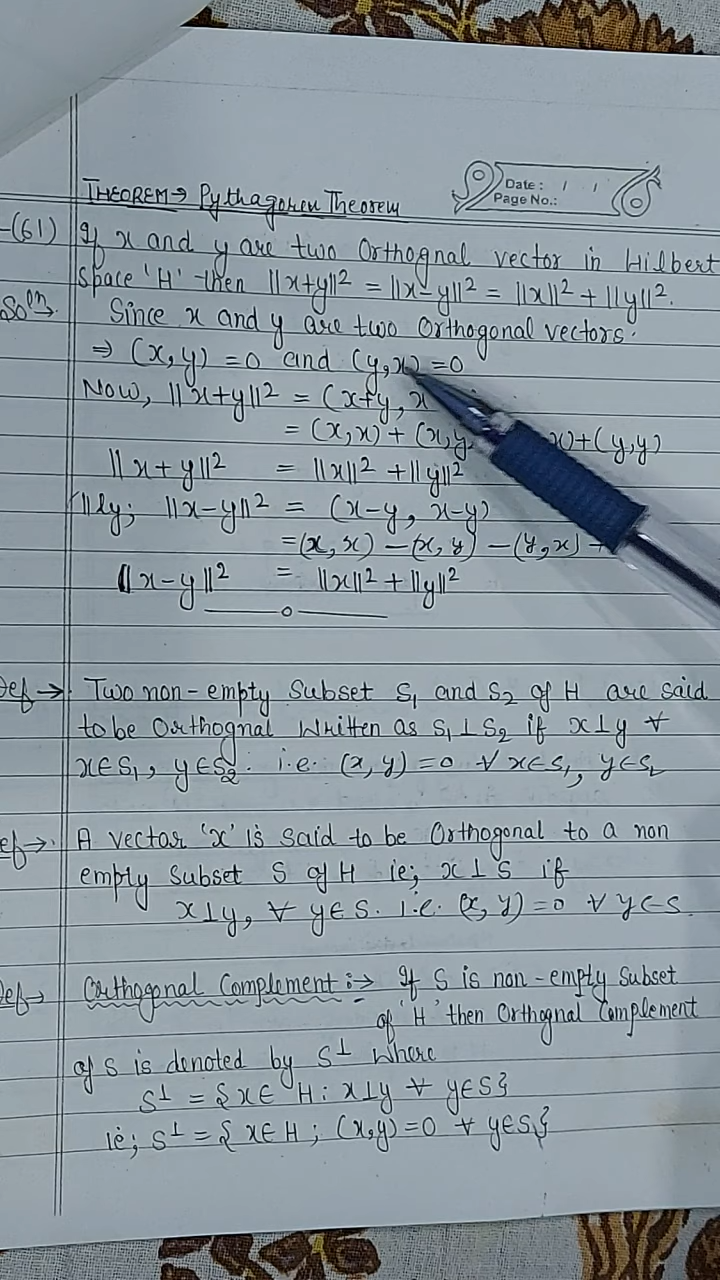 THEOREM → Pythagorean Theorem
Date : / /
Page No.:
-(61) If x and y are two Orthognal vector in Hilbert
Space 'H' then ||x+y||² = ||x-y||² = ||x||² + ||y||².
Solⁿ. Since x and y are two Orthogonal vectors.
⇒ (x,y) = 0 and (y,x) = 0
Now, ||x+y||² = (x+y, x
= (x,x) + (x,y x)+(y,y)
||x+y||² = ||x||² + ||y||²
|||ly; ||x-y||² = (x-y, x-y)
= (x,x) - (x,y) - (y,x) +
||x-y||² = ||x||² + ||y||²
Def → Two non-empty Subset S₁ and S₂ of H are said
to be Orthognal Written as S₁ ⊥ S₂ if x⊥y ∀
x∈S₁, y∈S₂. i.e. (x, y) = 0 ∀ x∈S₁, y∈S₂
ef →. A vector 'x' is said to be Orthogonal to a non
empty Subset S of H ie; x⊥S if
x⊥y, ∀ y∈S. i.e. (x, y) = 0 ∀ y∈S.
Def → Orthogonal Complement :→ If S is non-empty Subset
of 'H' then Orthognal Complement
of S is denoted by S⊥ Where
S⊥ = {x∈ H : x⊥y ∀ y∈S}
ie; S⊥ = { x∈H ; (x,y)=0 ∀ y∈S}